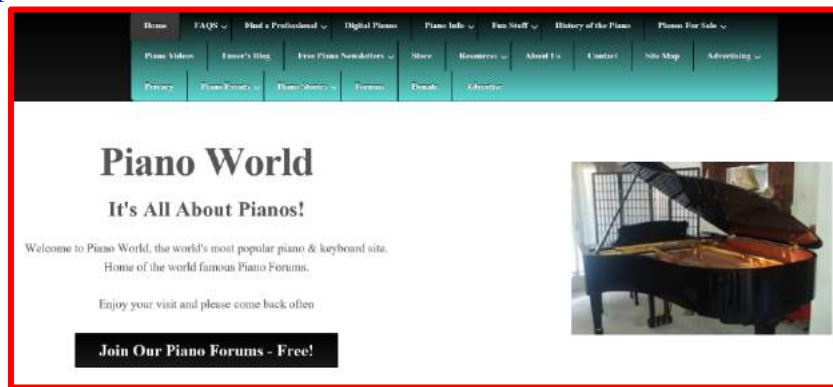 Home FAQS Find a Professional Digital Pianos Piano Info Fun Stuff History of the Piano Pianos For Sale
Piano Videos Emer's Blog Free Piano Newsletters Store Resources About Us Contact Site Map Advertising
Privacy Piano Events Piano Stories Forums Donate Advertise
Piano World
It's All About Pianos!
Welcome to Piano World, the world's most popular piano & keyboard site.
Home of the world famous Piano Forums.
Enjoy your visit and please come back often
Join Our Piano Forums - Free!